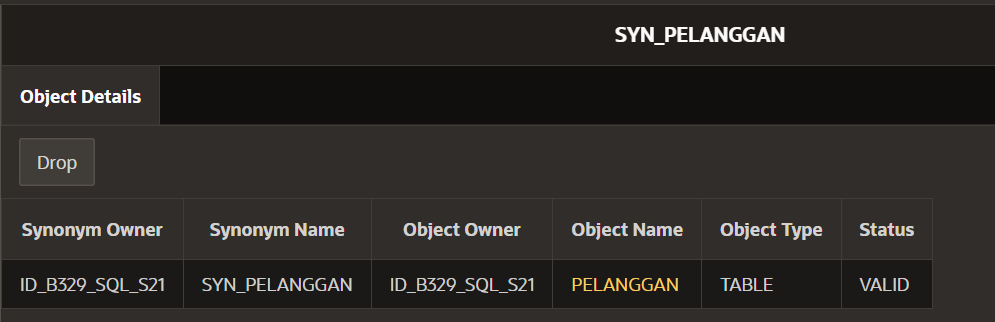 SYN_PELANGGAN
Object Details
Drop
Synonym Owner Synonym Name Object Owner Object Name Object Type Status
ID_B329_SQL_S21 SYN_PELANGGAN ID_B329_SQL_S21 PELANGGAN TABLE VALID